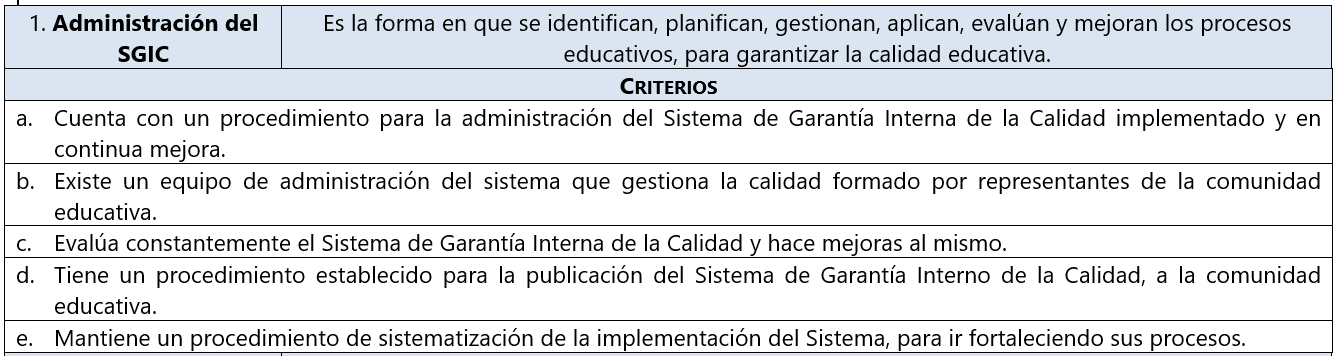 1. Administración del
SGIC
Es la forma en que se identifican, planifican, gestionan, aplican, evalúan y mejoran los procesos
educativos, para garantizar la calidad educativa.
CRITERIOS
a. Cuenta con un procedimiento para la administración del Sistema de Garantía Interna de la Calidad implementado y en
continua mejora.
b. Existe un equipo de administración del sistema que gestiona la calidad formado por representantes de la comunidad
educativa.
c. Evalúa constantemente el Sistema de Garantía Interna de la Calidad y hace mejoras al mismo.
d. Tiene un procedimiento establecido para la publicación del Sistema de Garantía Interno de la Calidad, a la comunidad
educativa.
e. Mantiene un procedimiento de sistematización de la implementación del Sistema, para ir fortaleciendo sus procesos.